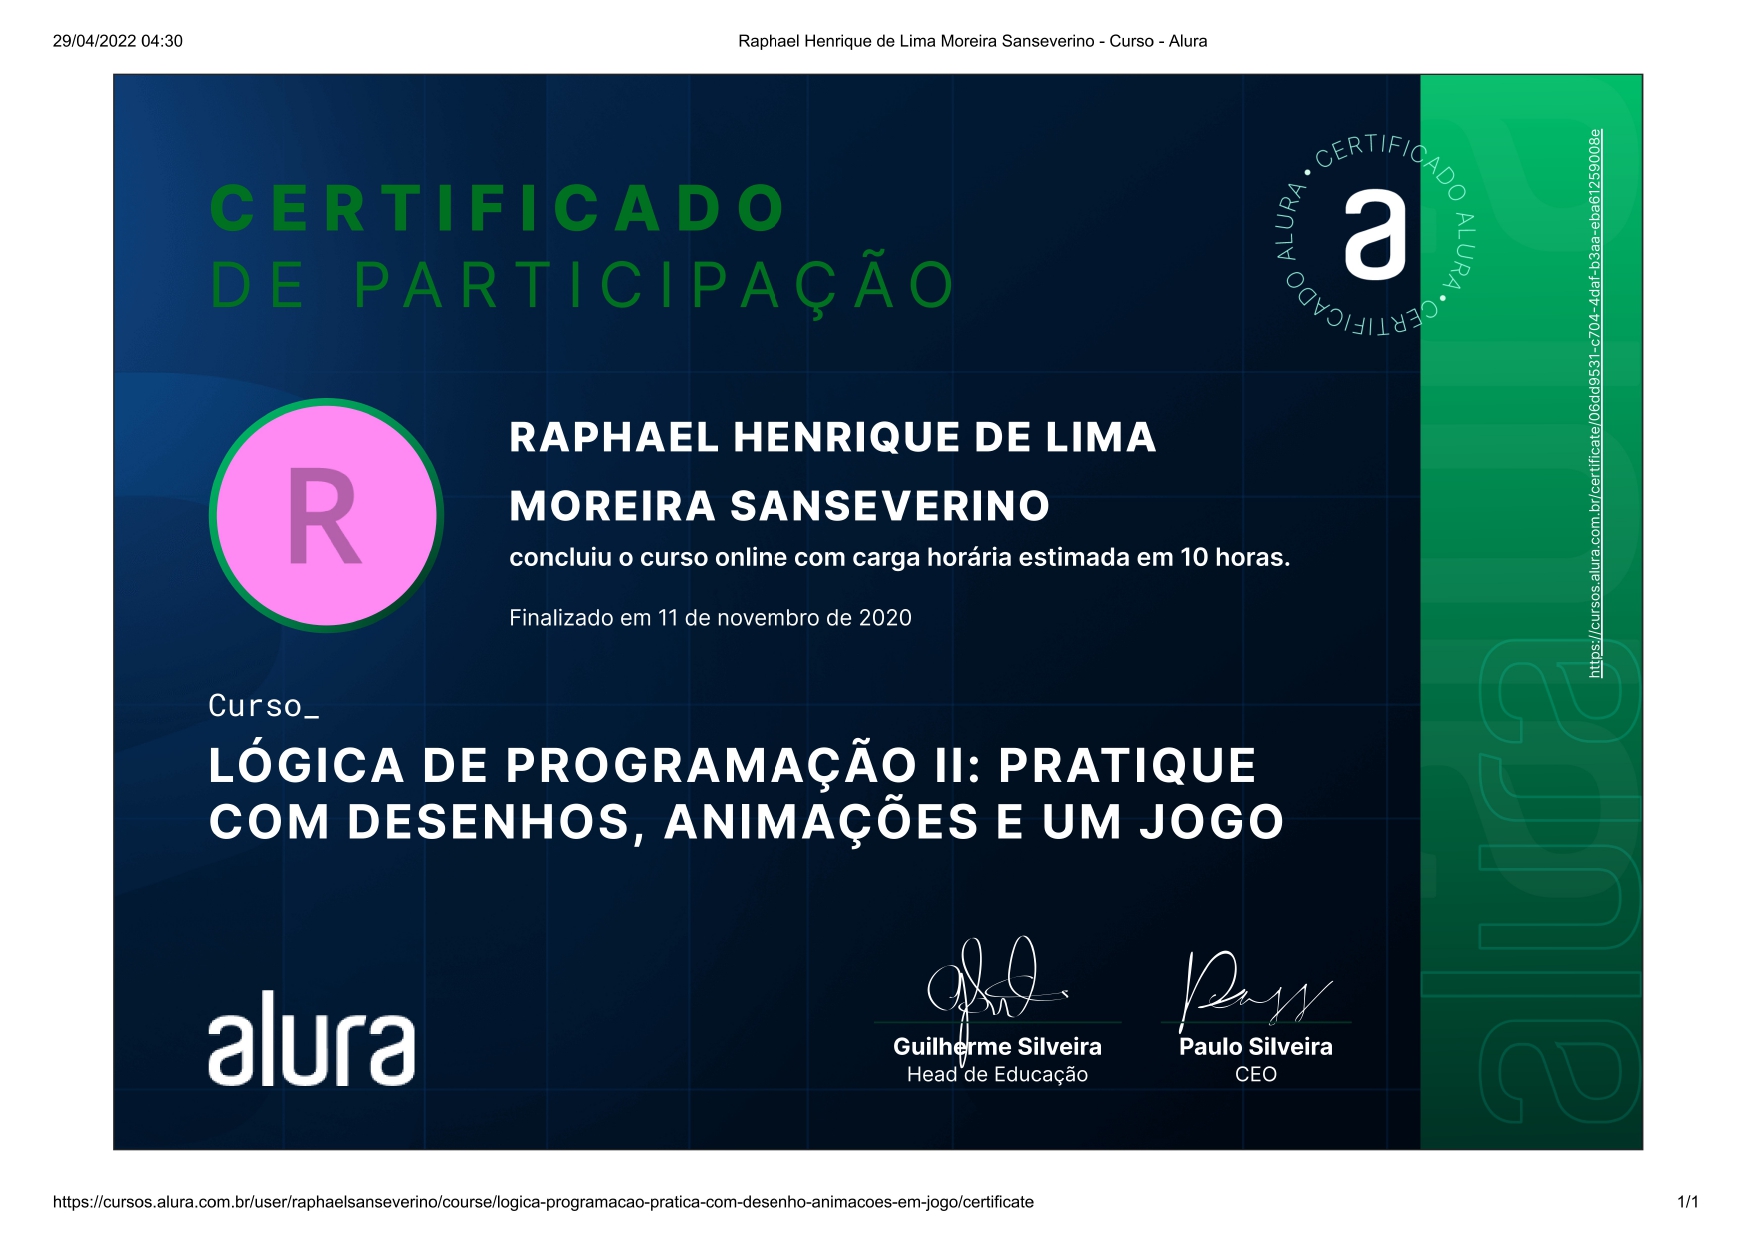 29/04/2022 04:30
Raphael Henrique de Lima Moreira Sanseverino - Curso - Alura
CERTIFICADO
DE PARTICIPAÇÃO
CERTIFICADO ALURA • CERTIFICADO ALURA •
a
https://cursos.alura.com.br/certificate/06dd9531-c704-4daf-b3aa-eba61259008e
R
RAPHAEL HENRIQUE DE LIMA
MOREIRA SANSEVERINO
concluiu o curso online com carga horária estimada em 10 horas.
Finalizado em 11 de novembro de 2020
Curso_
LÓGICA DE PROGRAMAÇÃO II: PRATIQUE
COM DESENHOS, ANIMAÇÕES E UM JOGO
alura
alura
Guilherme Silveira
Head de Educação
Paulo Silveira
CEO
https://cursos.alura.com.br/user/raphaelsanseverino/course/logica-programacao-pratica-com-desenho-animacoes-em-jogo/certificate
1/1